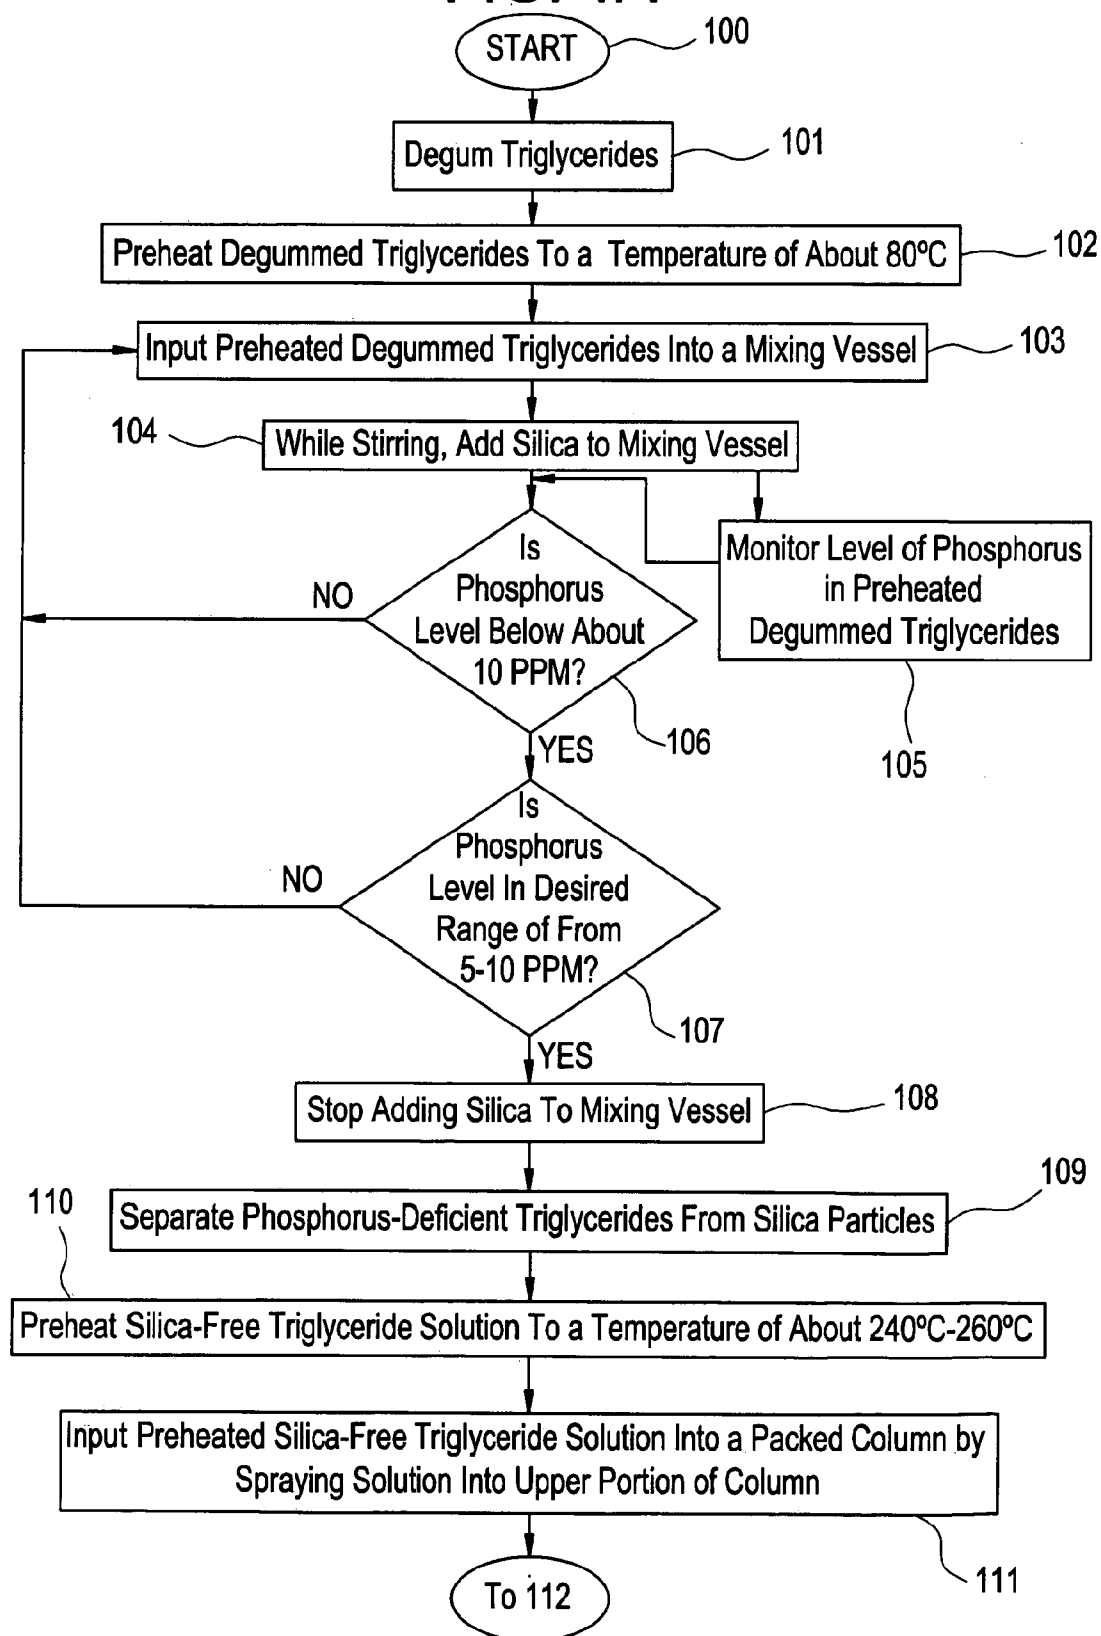 START
100
Degum Triglycerides
101
Preheat Degummed Triglycerides To a Temperature of About 80ºC
102
Input Preheated Degummed Triglycerides Into a Mixing Vessel
103
104
While Stirring, Add Silica to Mixing Vessel
Monitor Level of Phosphorus
in Preheated
Degummed Triglycerides
105
Is
Phosphorus
Level Below About
10 PPM?
NO
106
YES
Is
Phosphorus
Level In Desired
Range of From
5-10 PPM?
NO
107
YES
Stop Adding Silica To Mixing Vessel
108
109
Separate Phosphorus-Deficient Triglycerides From Silica Particles
110
Preheat Silica-Free Triglyceride Solution To a Temperature of About 240ºC-260ºC
Input Preheated Silica-Free Triglyceride Solution Into a Packed Column by
Spraying Solution Into Upper Portion of Column
111
To 112